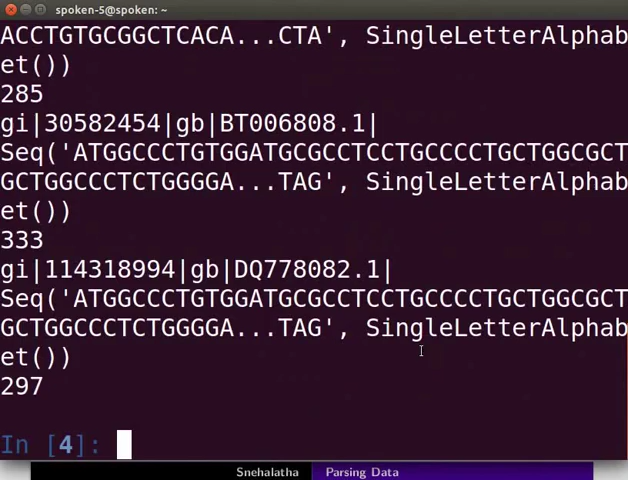 spoken-5@spoken: ~
ACCTGTGCGGCTCACA...CTA', SingleLetterAlphab
et())
285
gi|30582454|gb|BT006808.1|
Seq('ATGGCCCTGTGGATGCGCCTCCTGCCCCTGCTGGCGCT
GCTGGCCCTCTGGGGA...TAG', SingleLetterAlphab
et())
333
gi|114318994|gb|DQ778082.1|
Seq('ATGGCCCTGTGGATGCGCCTCCTGCCCCTGCTGGCGCT
GCTGGCCCTCTGGGGA...TAG', SingleLetterAlphab
et())
297
In [4]:
Snehalatha Parsing Data